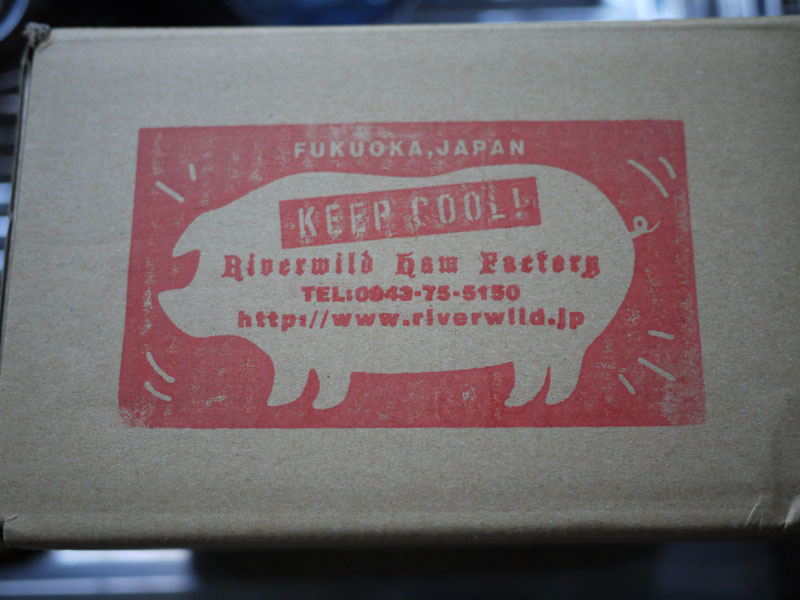 FUKUOKA, JAPAN
KEEP COOL!
Riverwild Ham Factory
TEL:0943-75-5150
http://www.riverwild.jp